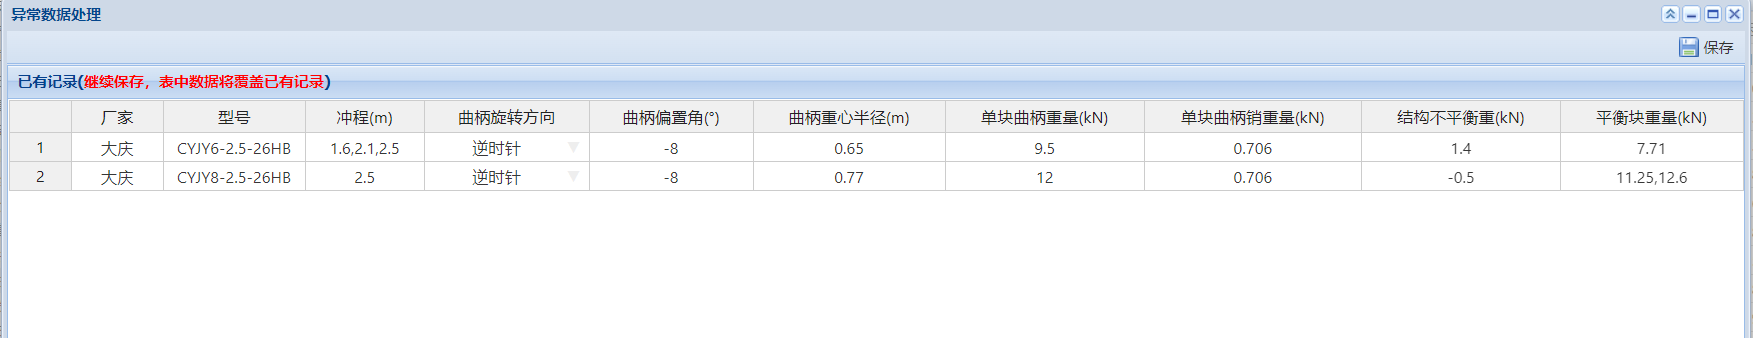 异常数据处理
保存
已有记录(继续保存，表中数据将覆盖已有记录)
厂家 型号 冲程(m) 曲柄旋转方向 曲柄偏置角(°) 曲柄重心半径(m) 单块曲柄重量(kN) 单块曲柄销重量(kN) 结构不平衡重(kN) 平衡块重量(kN)
1 大庆 CYJY6-2.5-26HB 1.6,2.1,2.5 逆时针 -8 0.65 9.5 0.706 1.4 7.71
2 大庆 CYJY8-2.5-26HB 2.5 逆时针 -8 0.77 12 0.706 -0.5 11.25,12.6